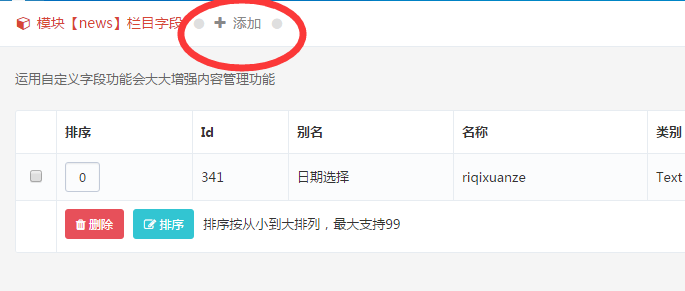 模块【news】栏目字段 添加
运用自定义字段功能会大大增强内容管理功能
排序 Id 别名 名称 类别
0 341 日期选择 riqixuanze Text
删除 排序 排序按从小到大排列，最大支持99